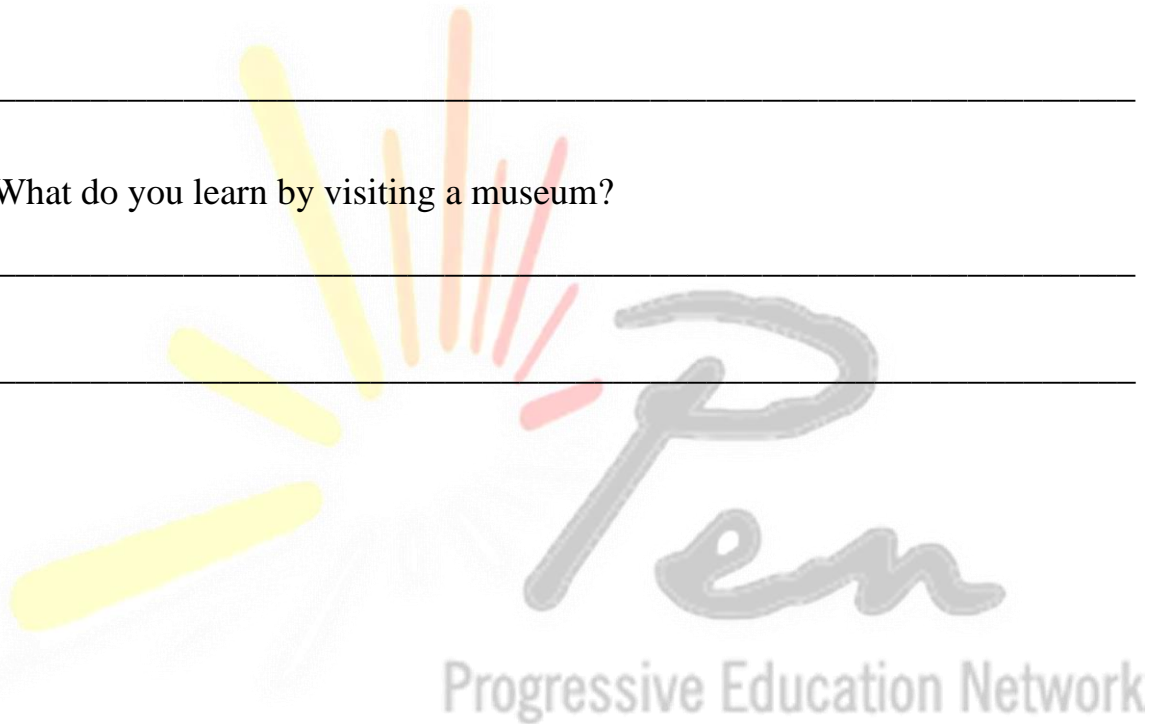 What do you learn by visiting a museum?
Pen
Progressive Education Network